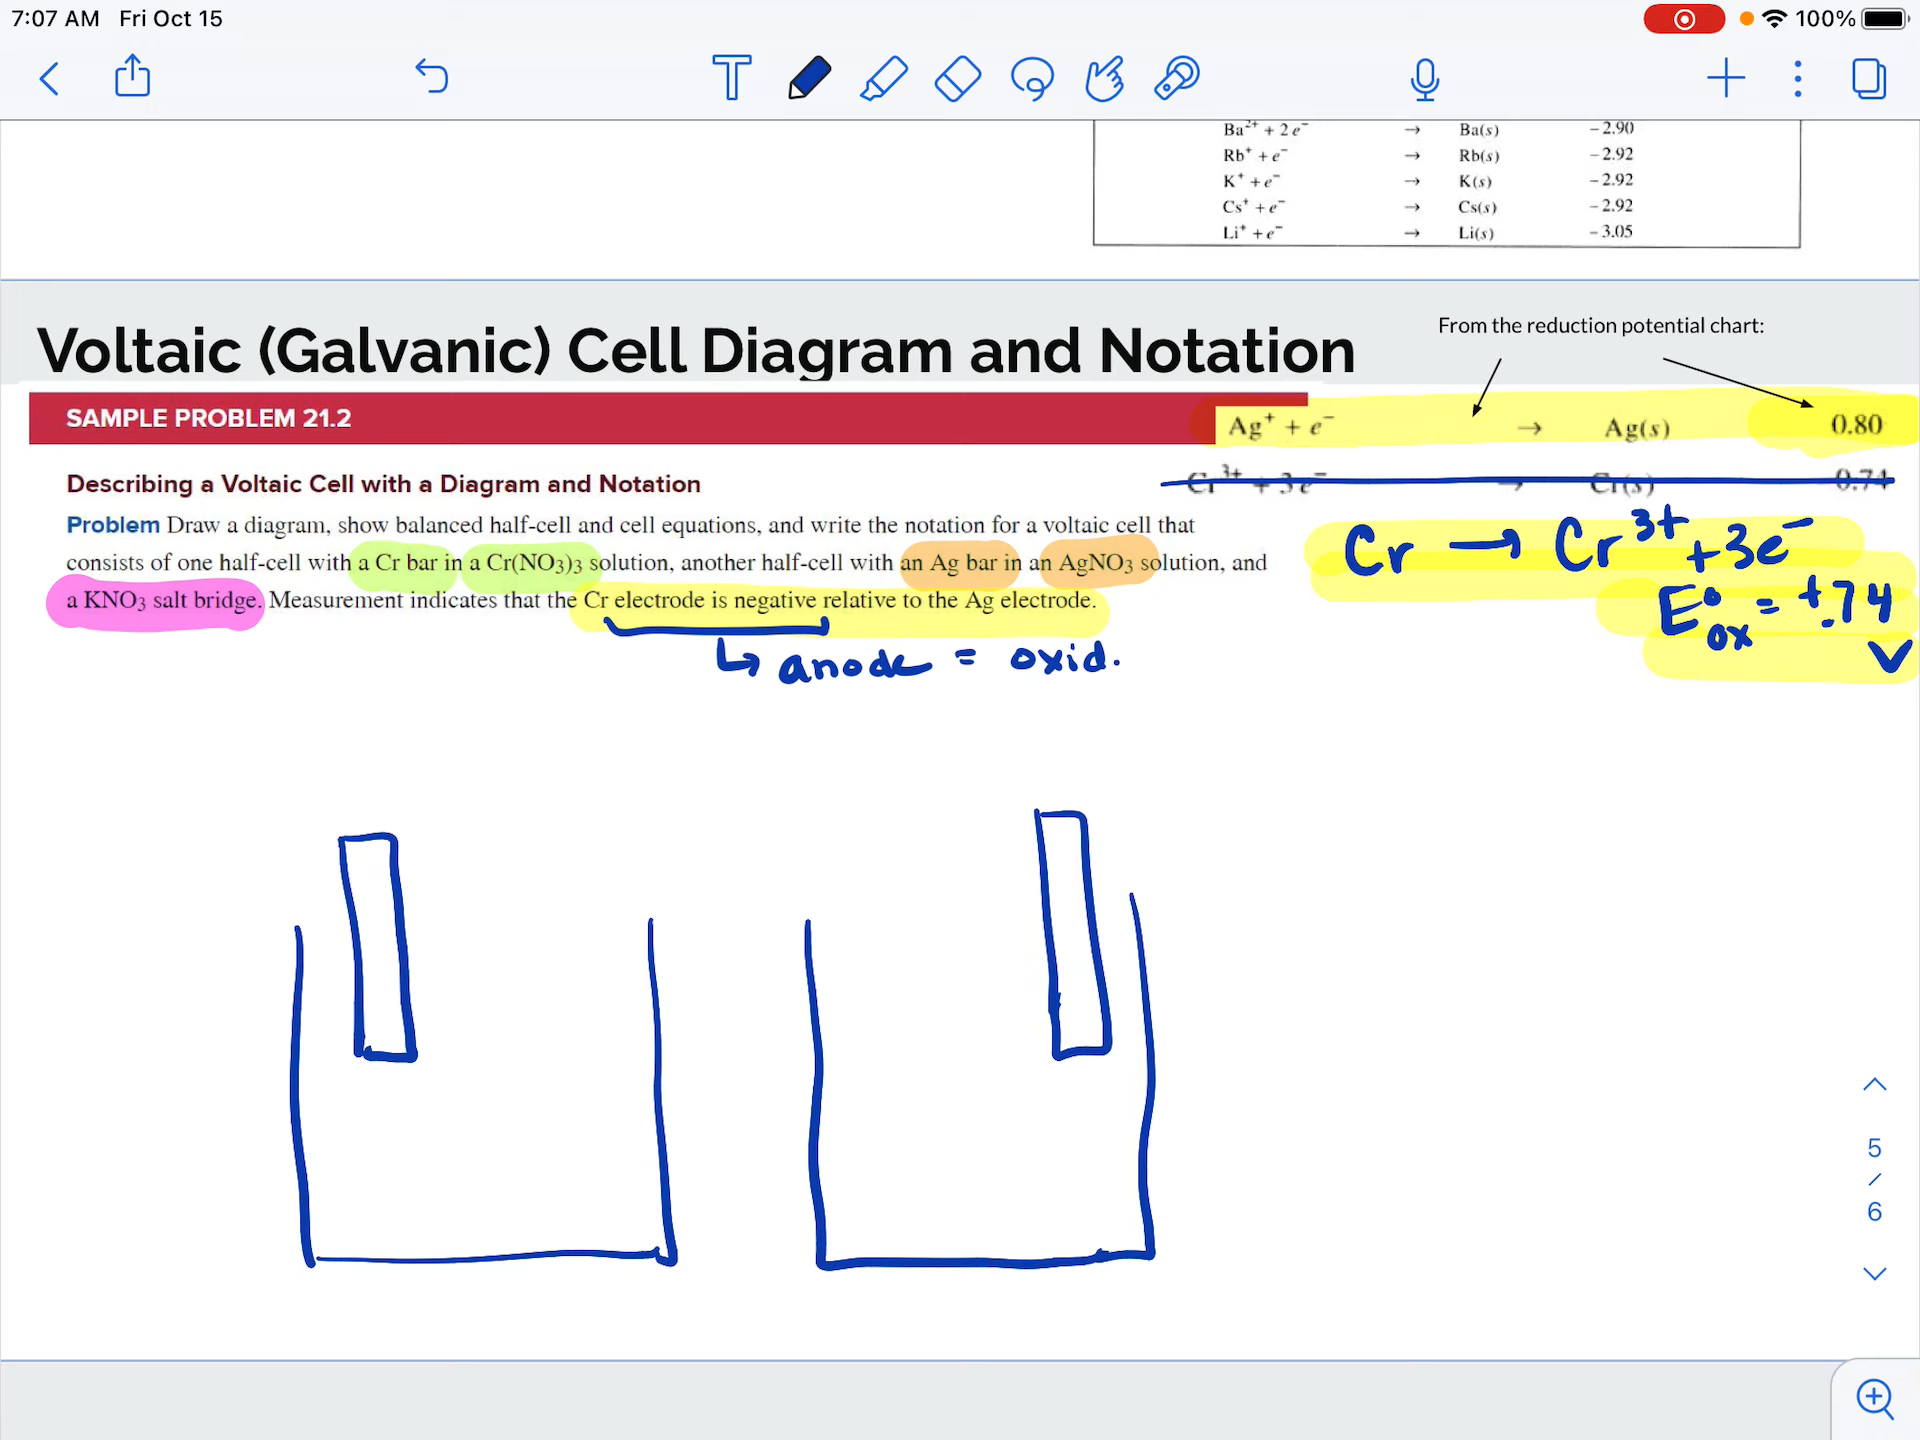 7:07 AM Fri Oct 15
100%
Ba²⁺ + 2 e⁻ → Ba(s) −2.90
Rb⁺ + e⁻ → Rb(s) −2.92
K⁺ + e⁻ → K(s) −2.92
Cs⁺ + e⁻ → Cs(s) −2.92
Li⁺ + e⁻ → Li(s) −3.05
Voltaic (Galvanic) Cell Diagram and Notation
From the reduction potential chart:
SAMPLE PROBLEM 21.2
Ag⁺ + e⁻ → Ag(s) 0.80
Cr³⁺ + 3 e⁻ → Cr(s) 0.74
Describing a Voltaic Cell with a Diagram and Notation
Problem Draw a diagram, show balanced half-cell and cell equations, and write the notation for a voltaic cell that
consists of one half-cell with a Cr bar in a Cr(NO₃)₃ solution, another half-cell with an Ag bar in an AgNO₃ solution, and
a KNO₃ salt bridge. Measurement indicates that the Cr electrode is negative relative to the Ag electrode.
Cr → Cr³⁺ + 3e⁻
E°ox = +.74
V
↳ anode = oxid.
5
/
6